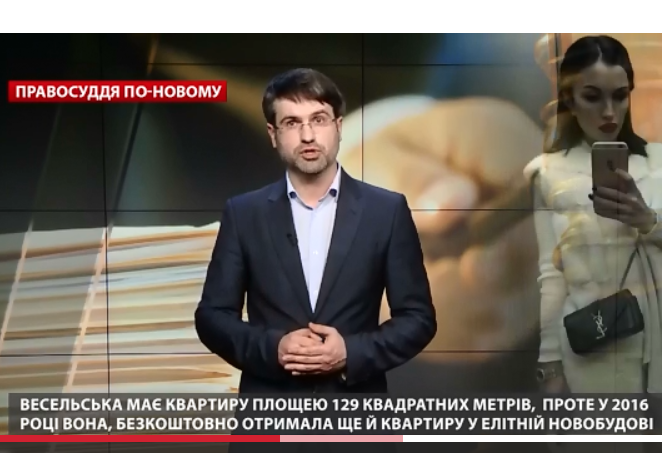 ПРАВОСУДДЯ ПО-НОВОМУ
ВЕСЕЛЬСЬКА МАЄ КВАРТИРУ ПЛОЩЕЮ 129 КВАДРАТНИХ МЕТРІВ, ПРОТЕ У 2016
РОЦІ ВОНА, БЕЗКОШТОВНО ОТРИМАЛА ЩЕ Й КВАРТИРУ У ЕЛІТНІЙ НОВОБУДОВІ